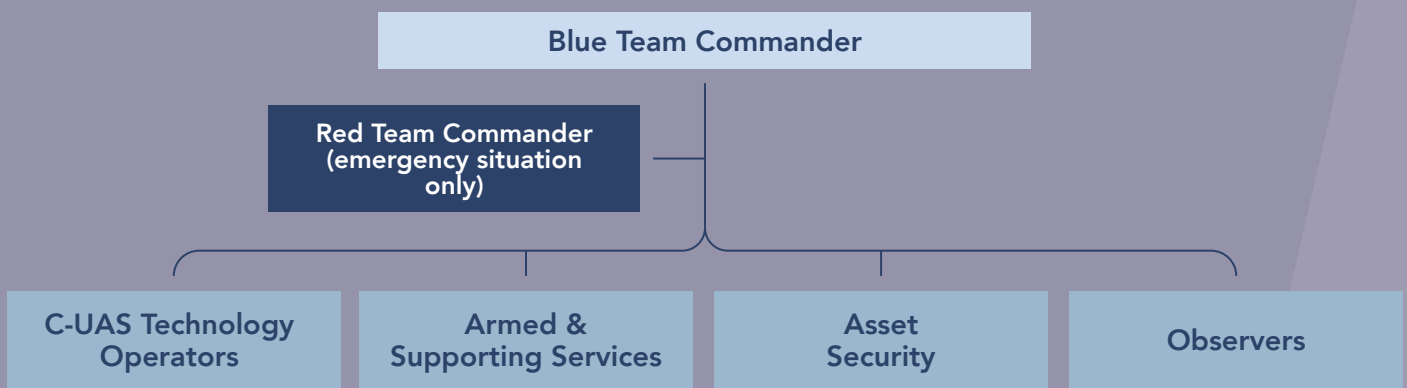 Blue Team Commander
Red Team Commander
(emergency situation
only)
C-UAS Technology
Operators
Armed &
Supporting Services
Asset
Security
Observers